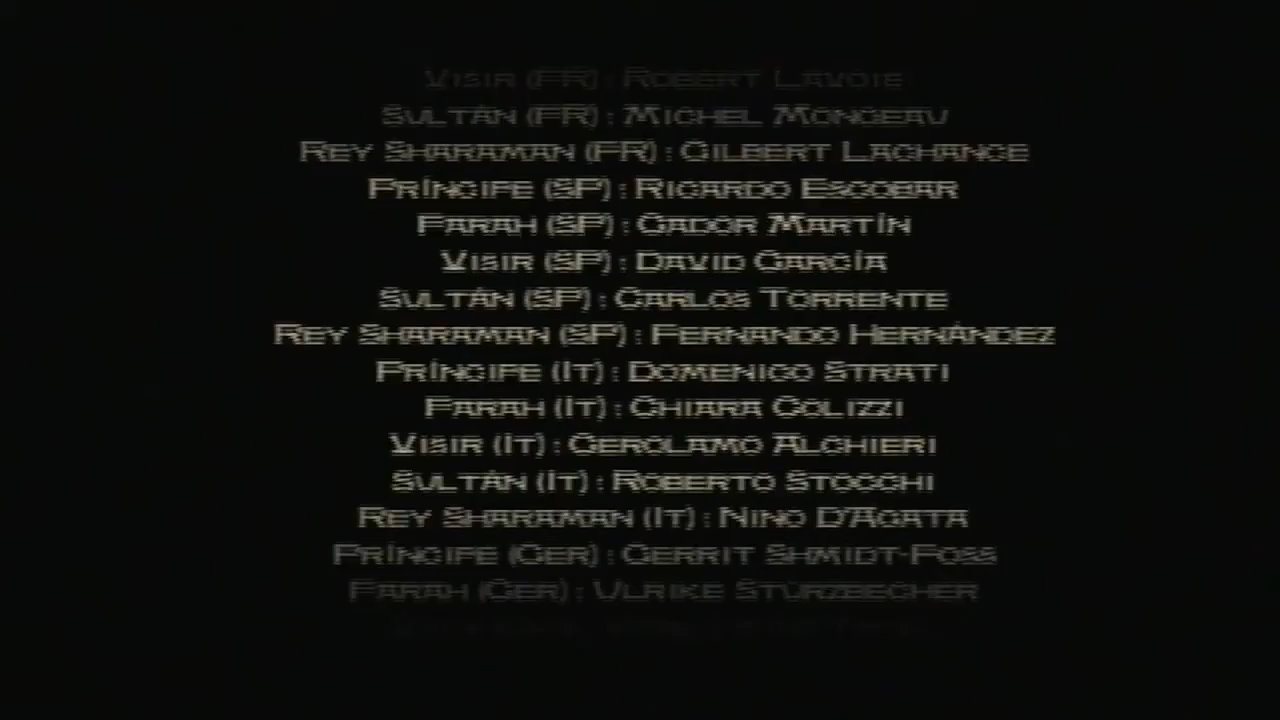 Visir (FR) : Robert Lavoie
Sultán (FR) : Michel Mongeau
Rey Sharaman (FR) : Gilbert Lachance
Príncipe (SP) : Ricardo Escobar
Farah (SP) : Gador Martín
Visir (SP) : David García
Sultán (SP) : Carlos Torrente
Rey Sharaman (SP) : Fernando Hernández
Príncipe (It) : Domenico Strati
Farah (It) : Chiara Colizzi
Visir (It) : Gerolamo Alchieri
Sultán (It) : Roberto Stocchi
Rey Sharaman (It) : Nino D'Agata
Príncipe (Ger) : Gerrit Shmidt-Foss
Farah (Ger) : Ulrike Stürzbecher